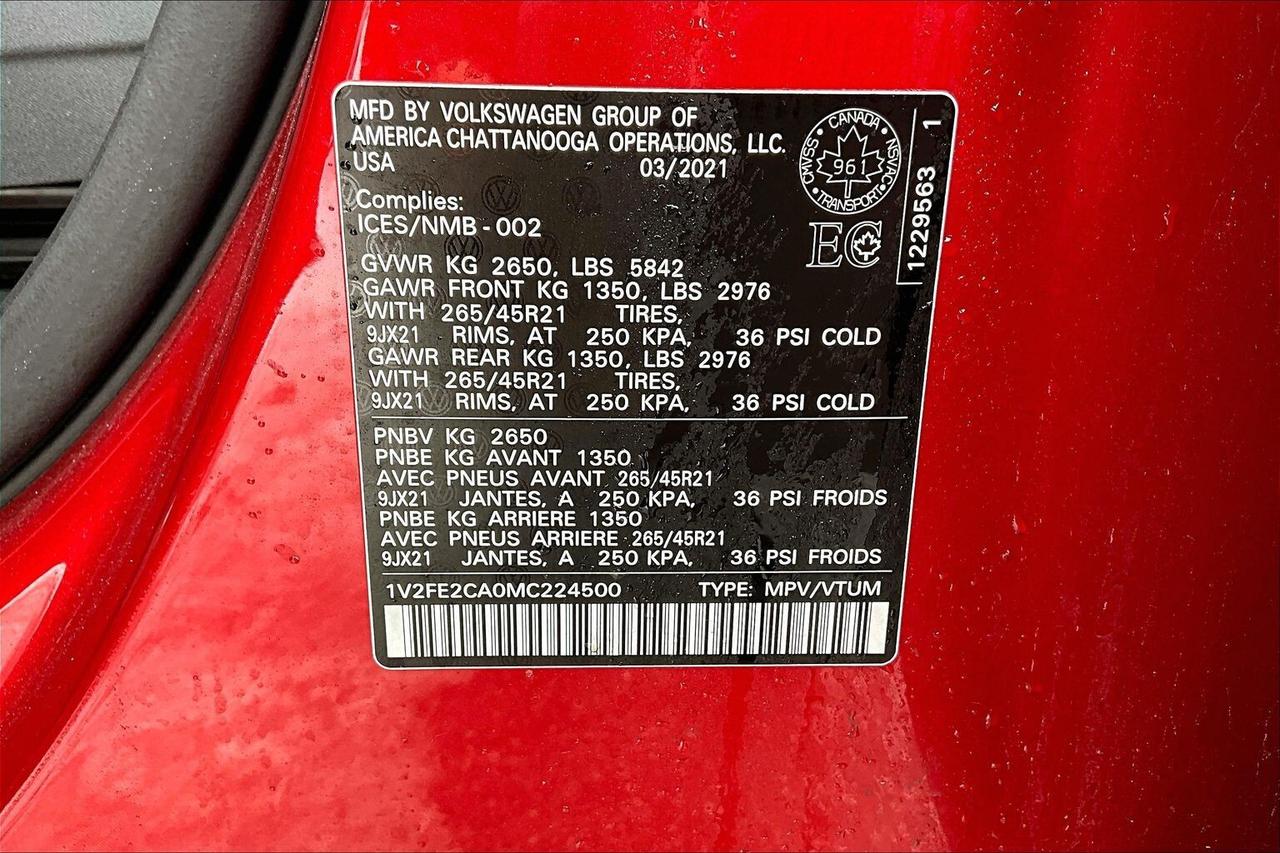 MFD BY VOLKSWAGEN GROUP OF
AMERICA CHATTANOOGA OPERATIONS, LLC.
USA 03/2021
CANADA
CMVSS NSVAC
961
TRANSPORT
EC
1229563 1
Complies:
ICES/NMB - 002
GVWR KG 2650, LBS 5842
GAWR FRONT KG 1350, LBS 2976
WITH 265/45R21 TIRES,
9JX21 RIMS, AT 250 KPA, 36 PSI COLD
GAWR REAR KG 1350, LBS 2976
WITH 265/45R21 TIRES,
9JX21 RIMS, AT 250 KPA, 36 PSI COLD
PNBV KG 2650
PNBE KG AVANT 1350
AVEC PNEUS AVANT 265/45R21
9JX21 JANTES, A 250 KPA, 36 PSI FROIDS
PNBE KG ARRIERE 1350
AVEC PNEUS ARRIERE 265/45R21
9JX21 JANTES, A 250 KPA, 36 PSI FROIDS
1V2FE2CA0MC224500 TYPE: MPV/VTUM